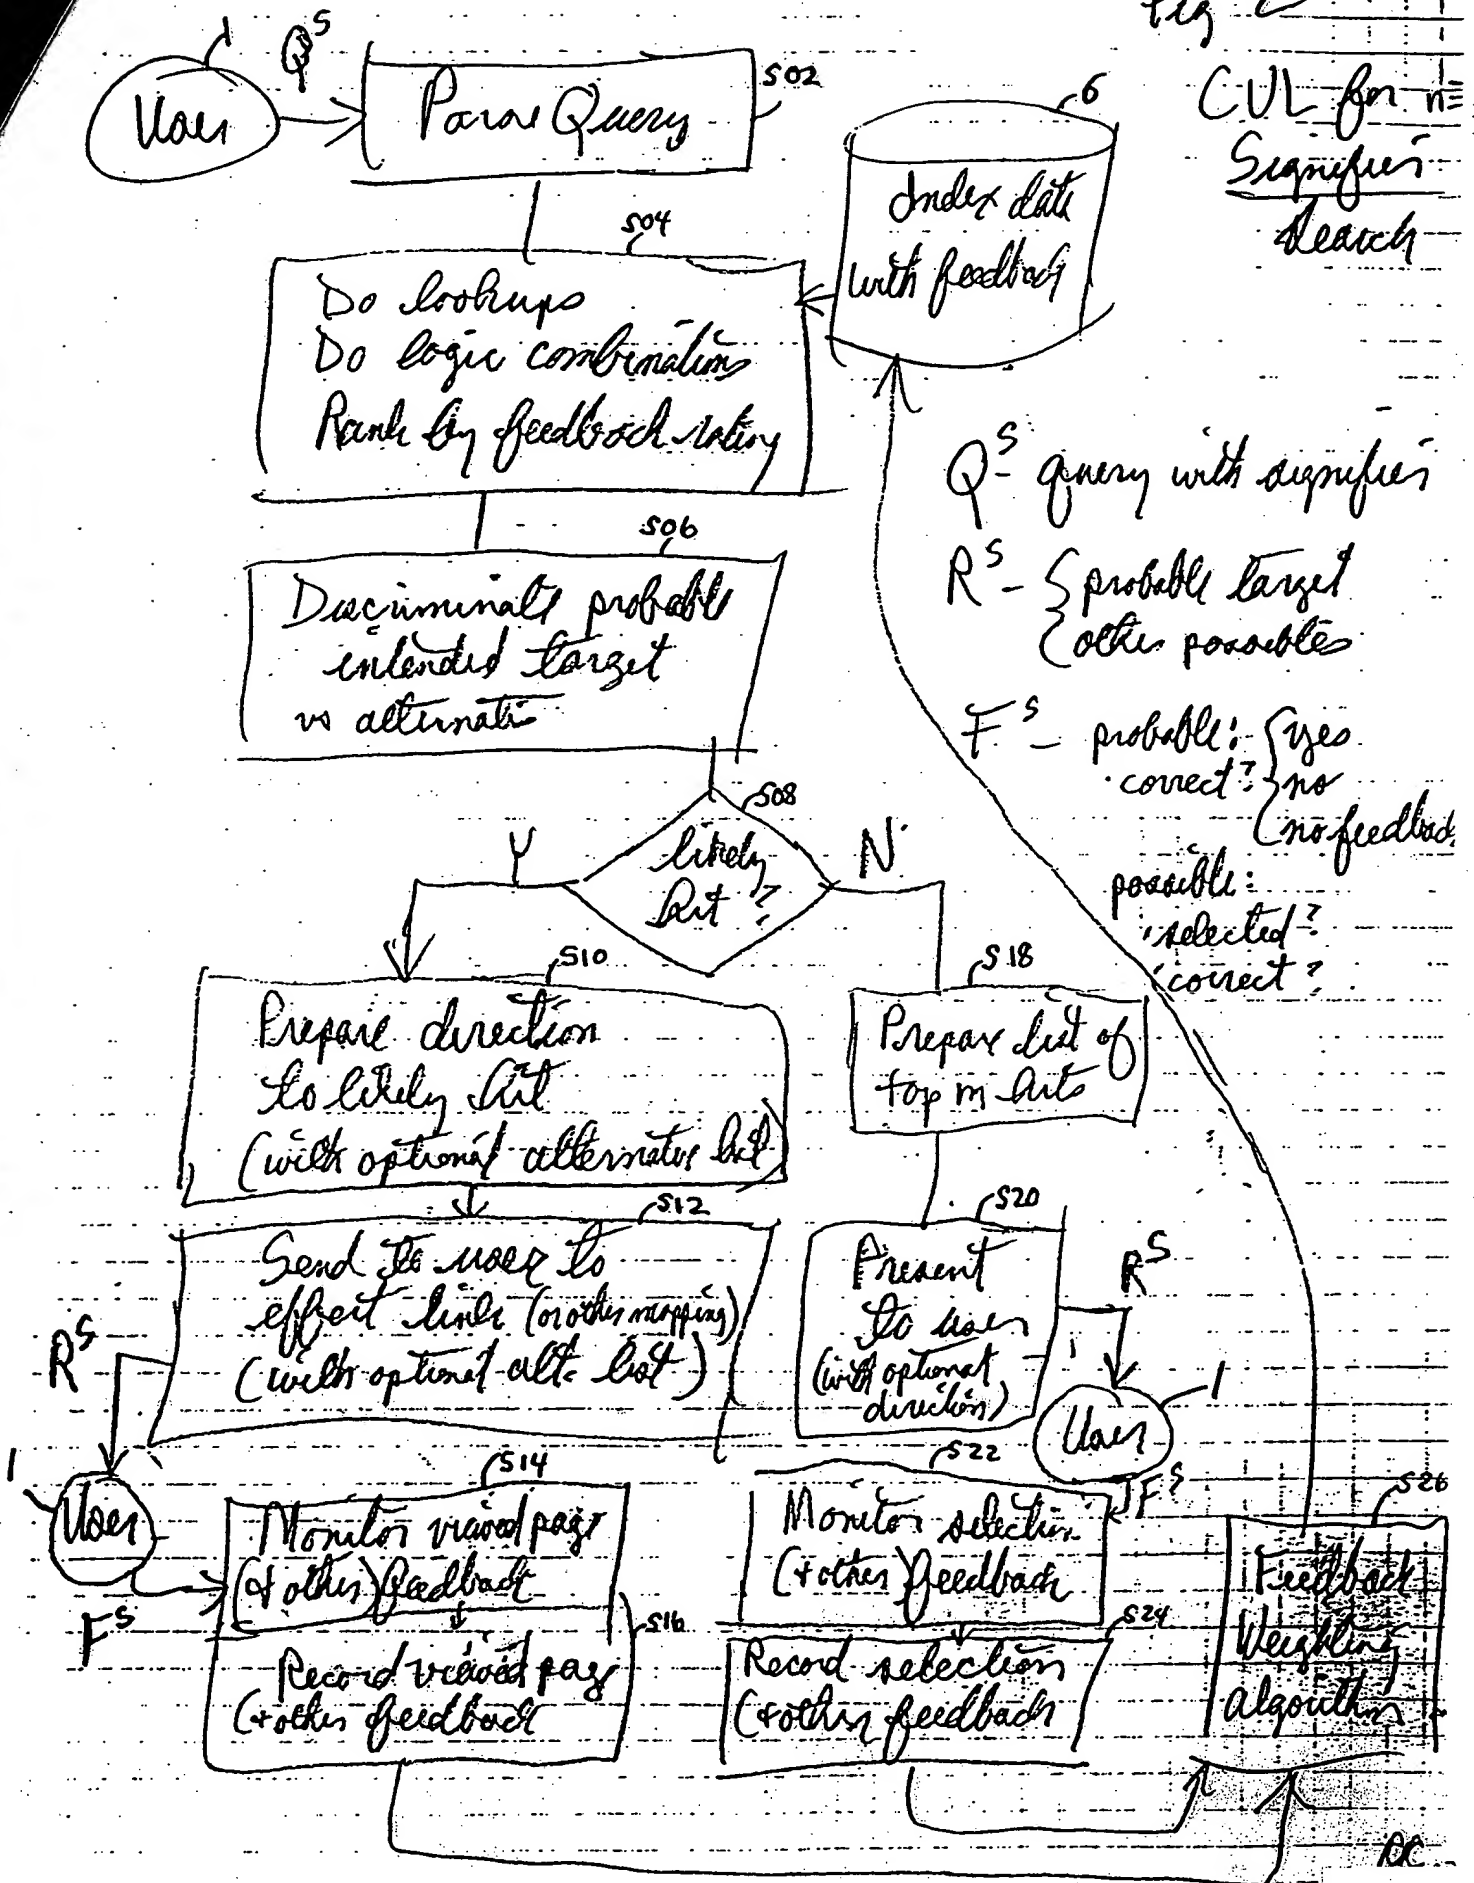 Fig 2
CUL for n≡
Signifier
Search
1
Q^S
User
Parse Query
S02
6
Index data
with feedback
S04
Do lookups
Do logic combinations
Rank by feedback rating
Q^S - query with signifier
R^S - { probable target
{ other possibles
F^S - probable: { yes
correct? { no
{ no feedback
possible:
selected?
correct?
S06
Discriminate probable
intended target
vs alternati
S08
likely
hit?
Y
N
S10
Prepare direction
to likely hit
(with optional alternative list)
S18
Prepare list of
top m hits
S12
Send to user to
effect link (or other mapping)
(with optional alt. list)
R^S
S20
Present
to user
(with optional
direction)
R^S
1
User
1
User
F^S
S14
Monitor viewed page
(+ other) feedback
S16
Record viewed page
(+ other feedback
S22
Monitor selection
(+ other) feedback
F^S
S24
Record selection
(+ other feedback
S26
Feedback
Weighting
Algorithm
RC